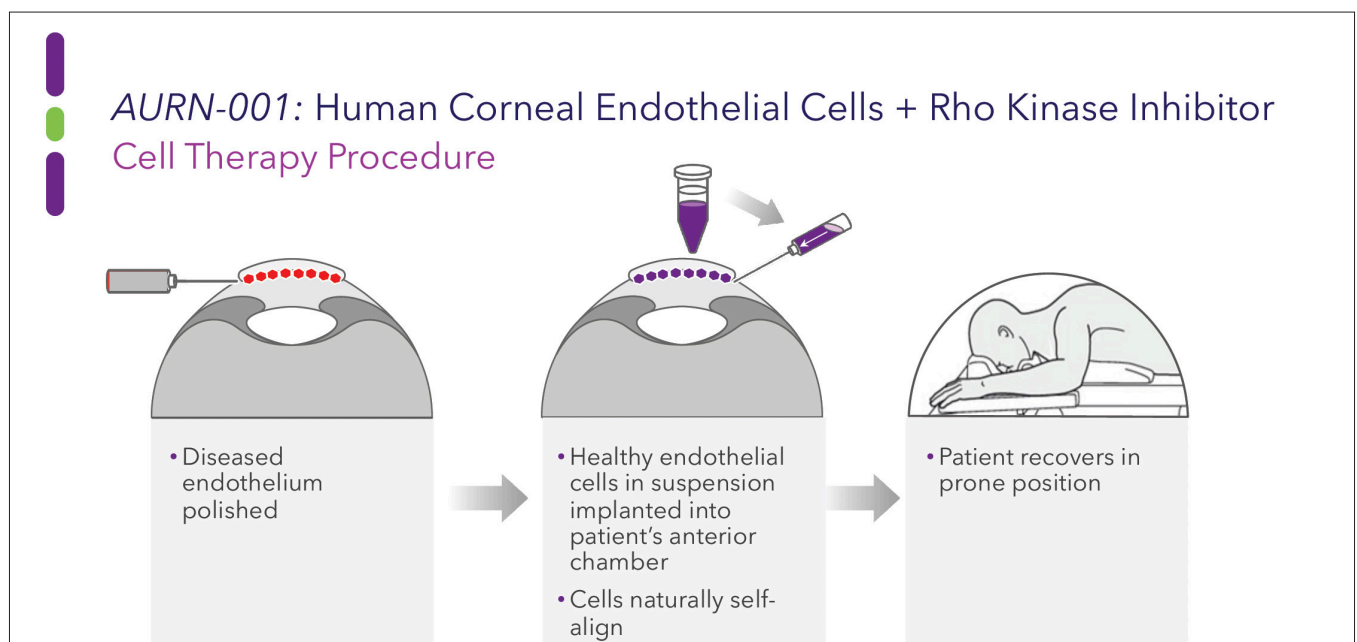 AURN-001: Human Corneal Endothelial Cells + Rho Kinase Inhibitor
Cell Therapy Procedure
• Diseased
endothelium
polished
• Healthy endothelial
cells in suspension
implanted into
patient’s anterior
chamber
• Cells naturally self-
align
• Patient recovers in
prone position